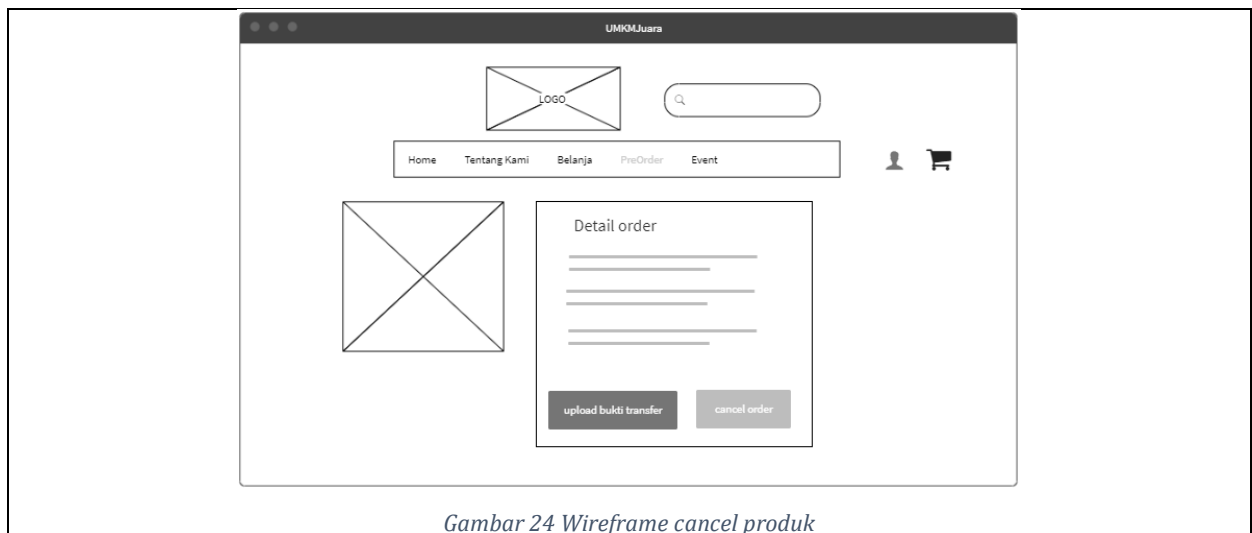 UMKMJuara
LOGO
Home Tentang Kami Belanja PreOrder Event
Detail order
upload bukti transfer cancel order
Gambar 24 Wireframe cancel produk